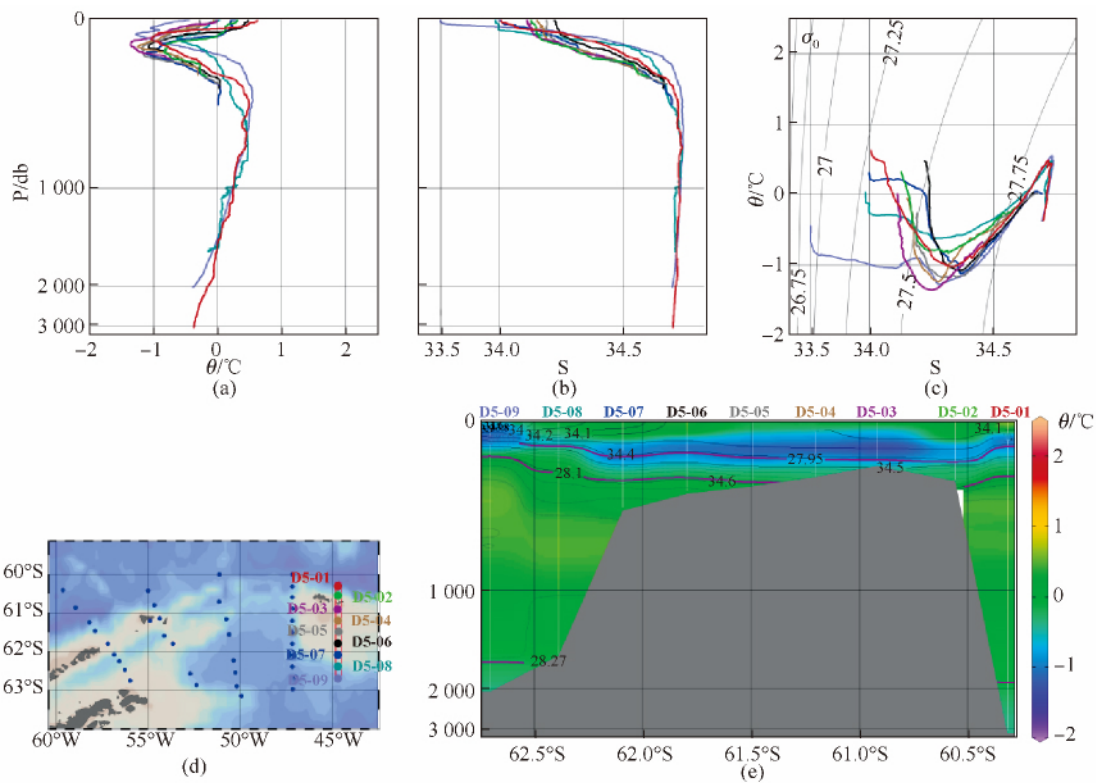 0
1 000
2 000
3 000
P/db
−2
−1
0
1
2
θ/℃
(a)
33.5
34.0
34.5
S
(b)
2
1
0
−1
−2
θ/℃
σ₀
26.75
27
27.25
27.5
27.75
33.5
34.0
34.5
S
(c)
60°S
61°S
62°S
63°S
60°W
55°W
50°W
45°W
D5-01
D5-02
D5-03
D5-04
D5-05
D5-06
D5-07
D5-08
D5-09
(d)
D5-09 D5-08 D5-07 D5-06 D5-05 D5-04 D5-03 D5-02 D5-01
0
1 000
2 000
3 000
34.2
34.1
34.1
34.4
27.95
28.1
34.6
34.5
28.27
62.5°S
62.0°S
61.5°S
61.0°S
60.5°S
(e)
θ/℃
2
1
0
−1
−2